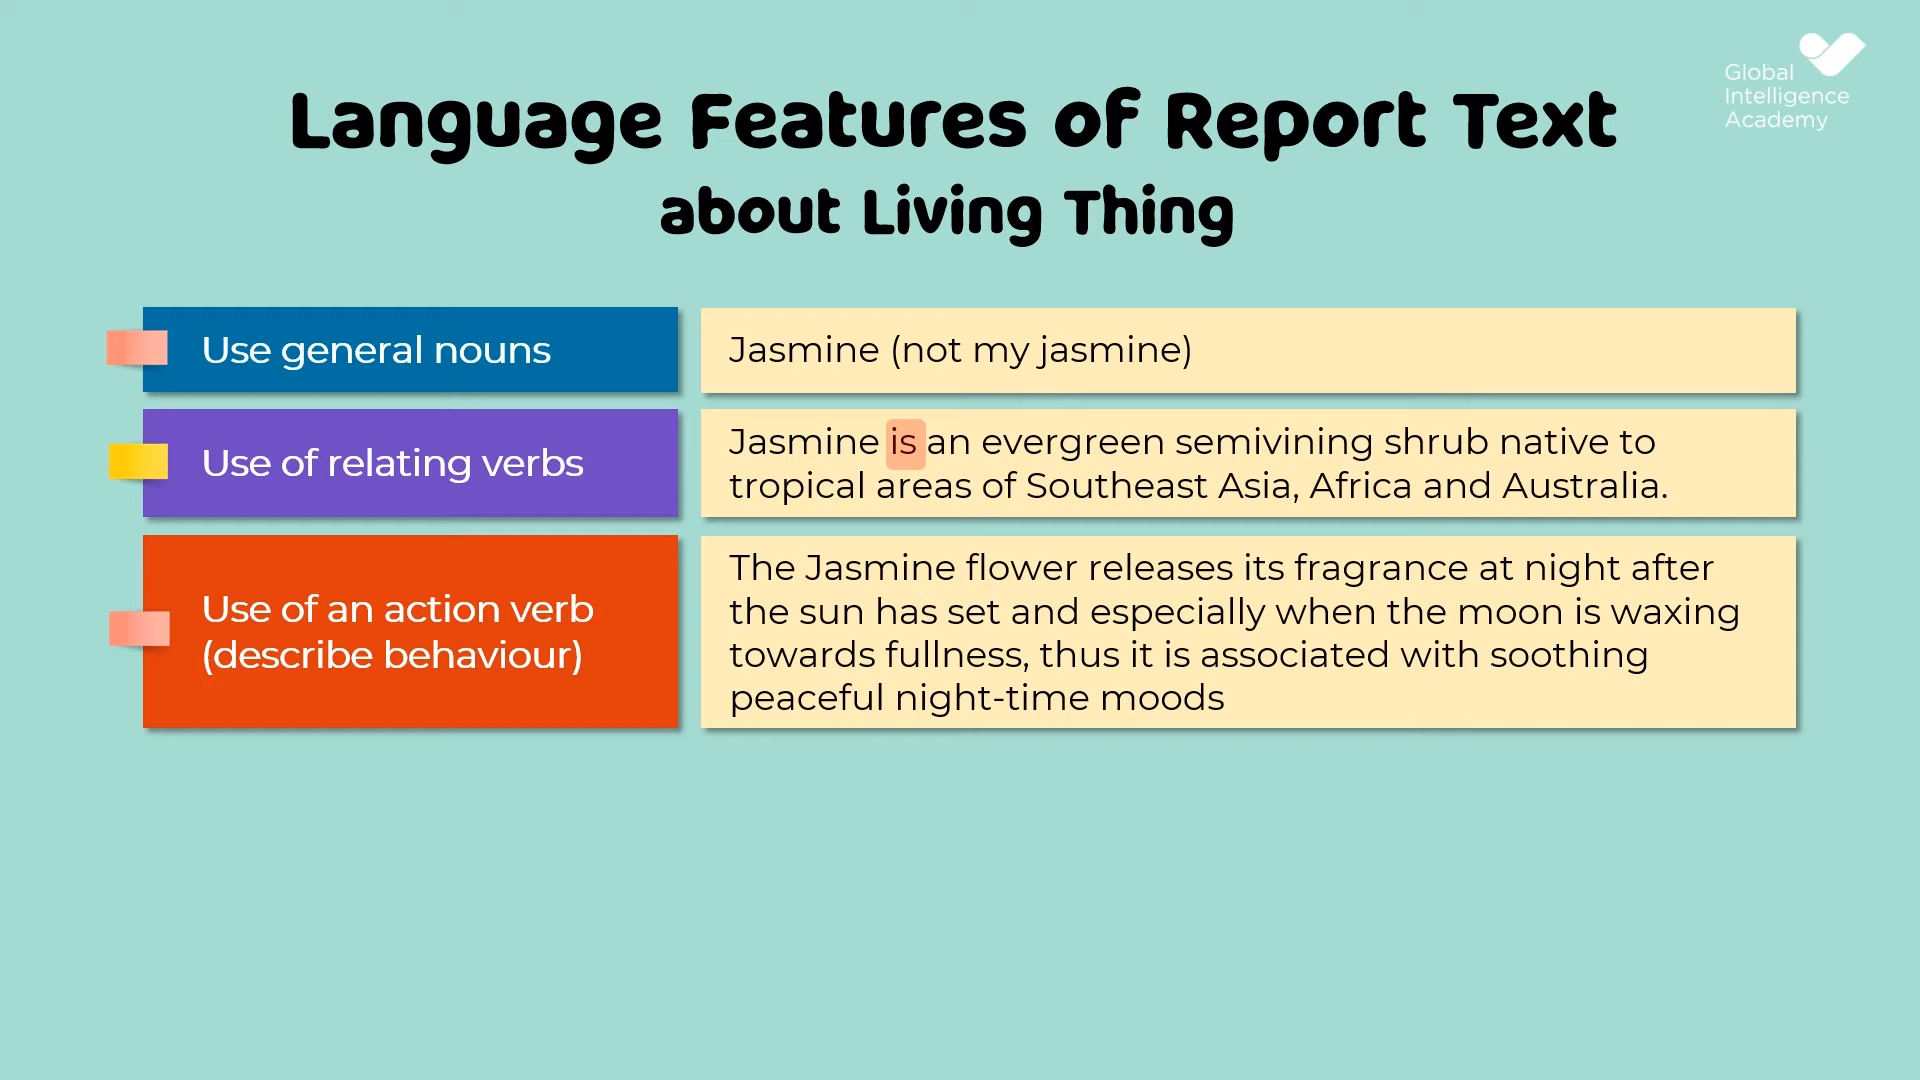 Global
Intelligence
Academy
Language Features of Report Text
about Living Thing
Use general nouns
Jasmine (not my jasmine)
Use of relating verbs
Jasmine is an evergreen semivining shrub native to
tropical areas of Southeast Asia, Africa and Australia.
Use of an action verb
(describe behaviour)
The Jasmine flower releases its fragrance at night after
the sun has set and especially when the moon is waxing
towards fullness, thus it is associated with soothing
peaceful night-time moods